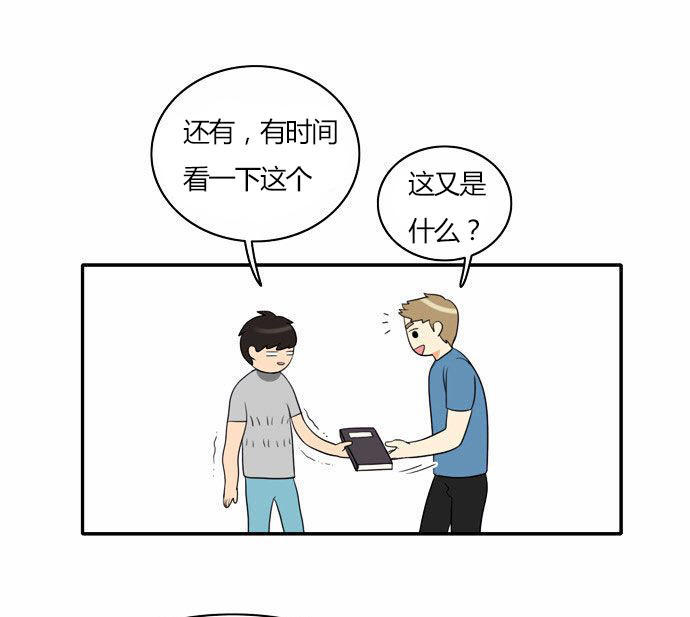 还有，有时间
看一下这个
这又是
什么？